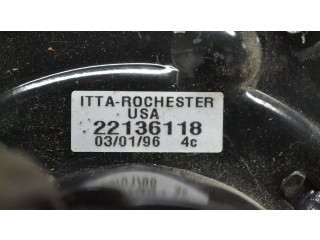 ITTA-ROCHESTER
USA
22136118
03/01/96 4c